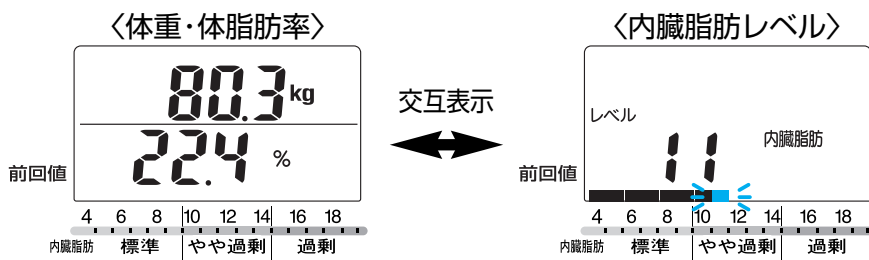 〈体重・体脂肪率〉
80.3 kg
22.4 %
前回値
4 6 8 10 12 14 16 18
内臓脂肪 標準 やや過剰 過剰
交互表示
〈内臓脂肪レベル〉
レベル
内臓脂肪
11
前回値
4 6 8 10 12 14 16 18
内臓脂肪 標準 やや過剰 過剰